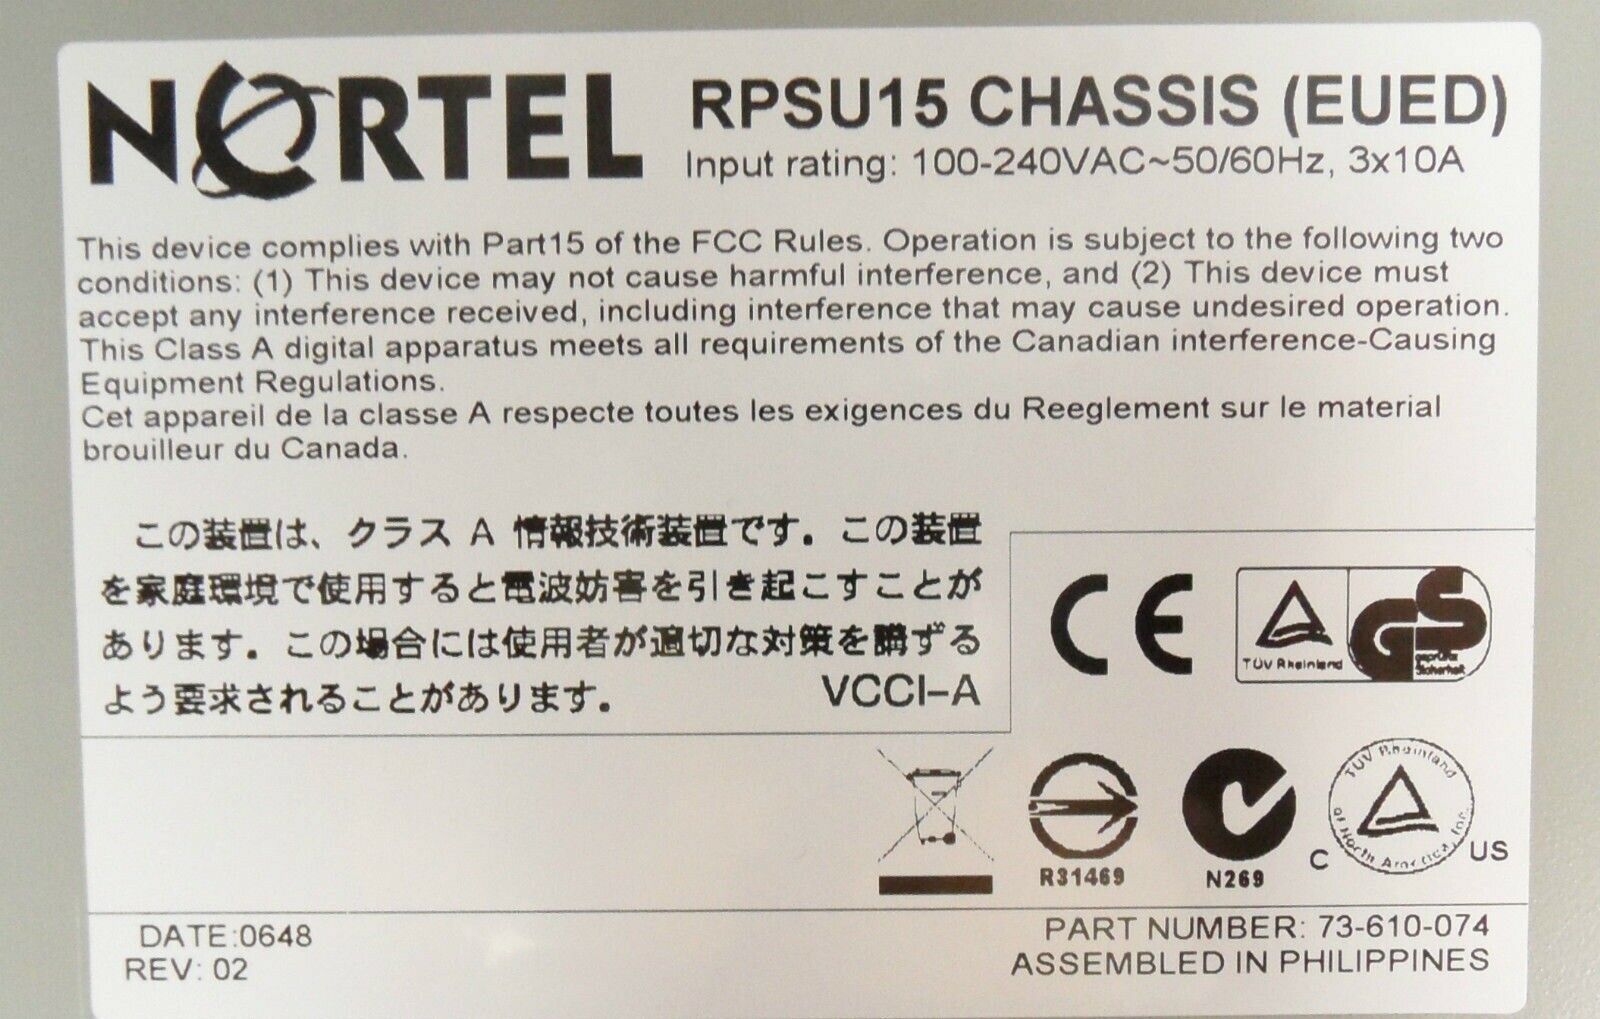 NORTEL
RPSU15 CHASSIS (EUED)
Input rating: 100-240VAC~50/60Hz, 3x10A
This device complies with Part15 of the FCC Rules. Operation is subject to the following two
conditions: (1) This device may not cause harmful interference, and (2) This device must
accept any interference received, including interference that may cause undesired operation.
This Class A digital apparatus meets all requirements of the Canadian interference-Causing
Equipment Regulations.
Cet appareil de la classe A respecte toutes les exigences du Reeglement sur le material
brouilleur du Canada.
この装置は、クラス A 情報技術装置です。この装置
を家庭環境で使用すると電波妨害を引き起こすことが
あります。この場合には使用者が適切な対策を講ずる
よう要求されることがあります。 VCCI-A
CE
TÜV Rheinland
GS
geprüfte
Sicherheit
R31469
N269
TÜV Rheinland
of North America, Inc.
C US
DATE:0648
REV: 02
PART NUMBER: 73-610-074
ASSEMBLED IN PHILIPPINES